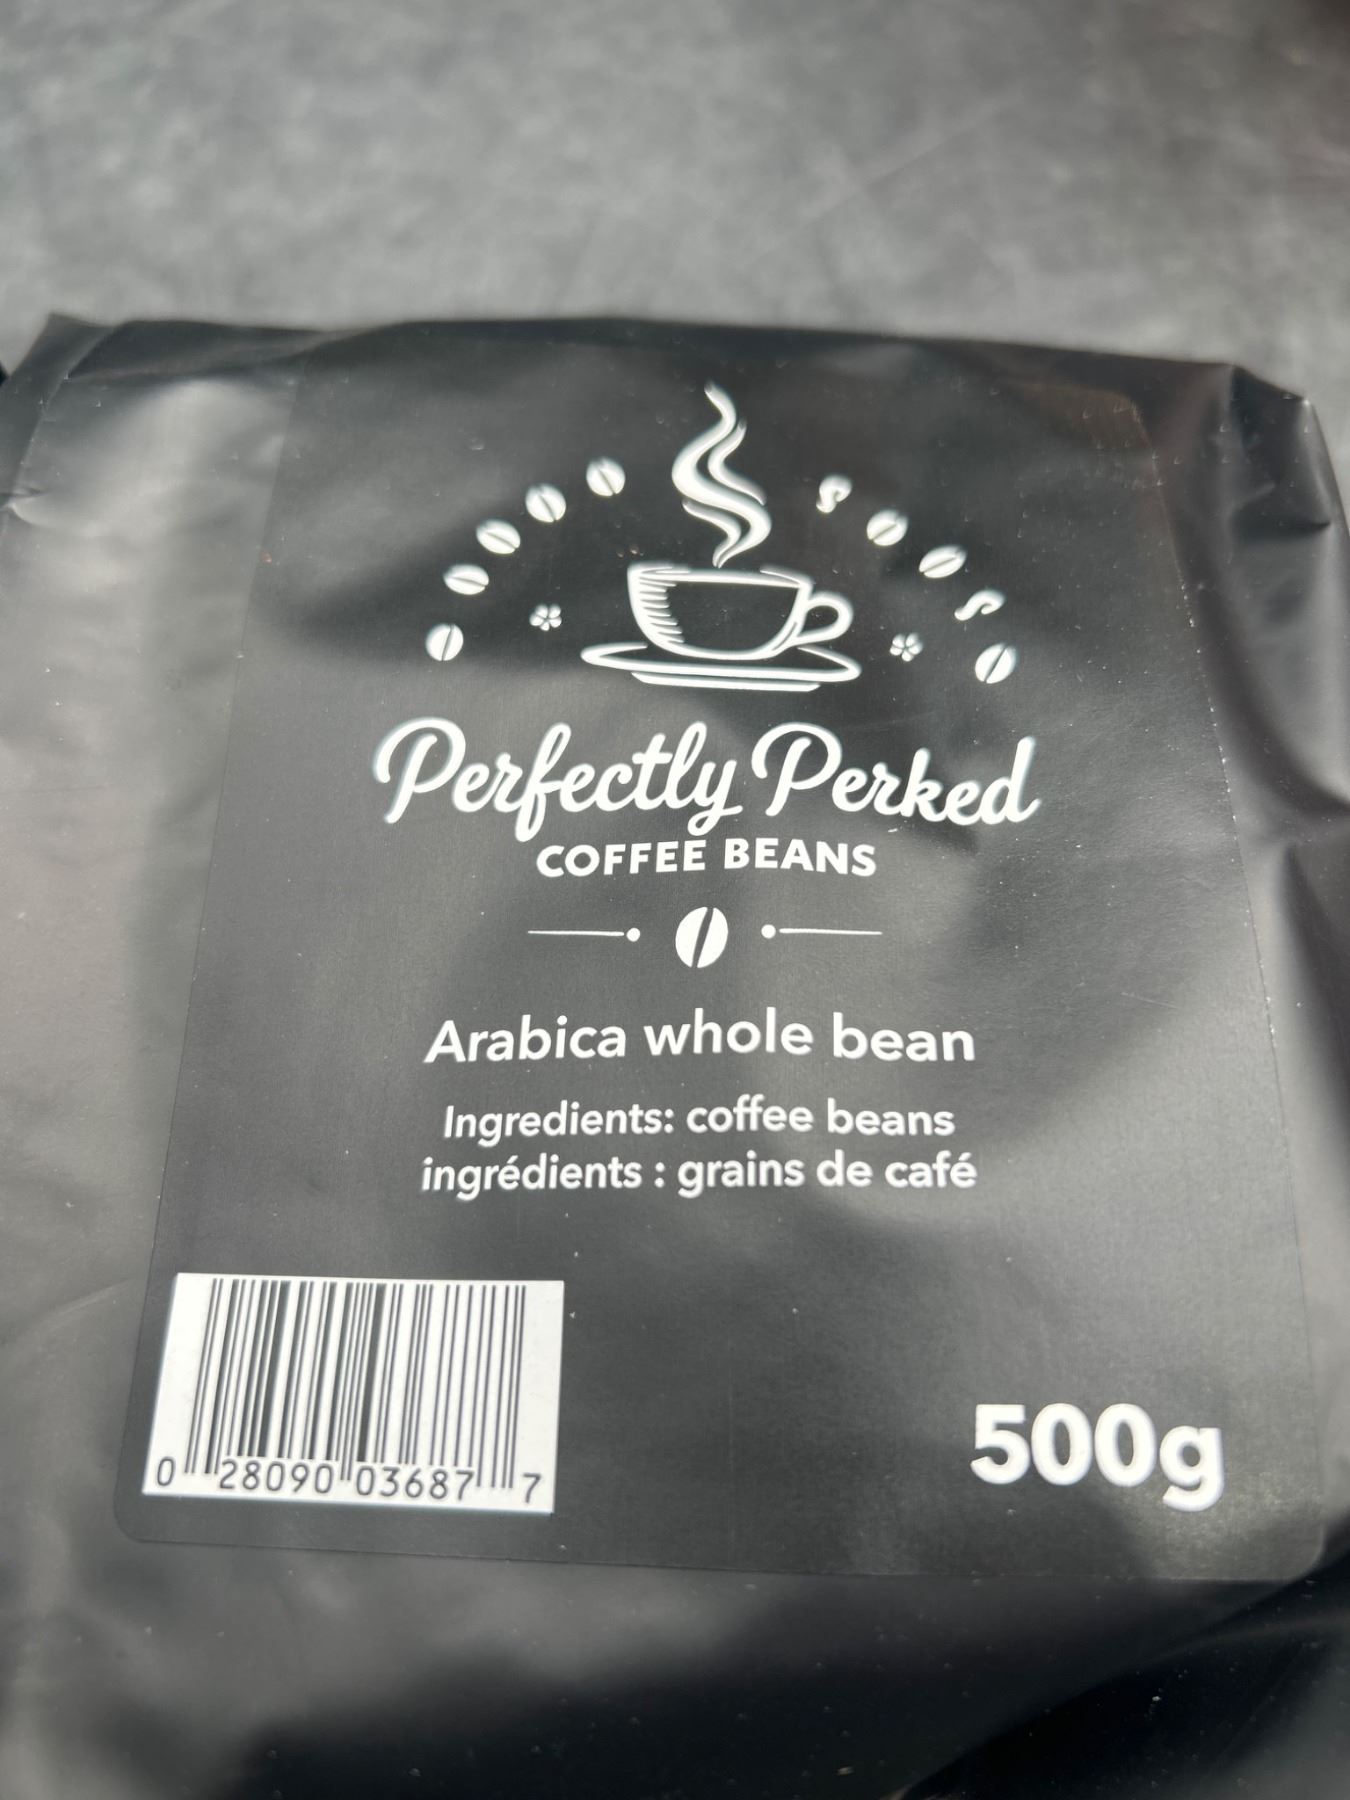 Perfectly Perked
COFFEE BEANS
Arabica whole bean
Ingredients: coffee beans
ingrédients : grains de café
500g
0 28090 03687 7